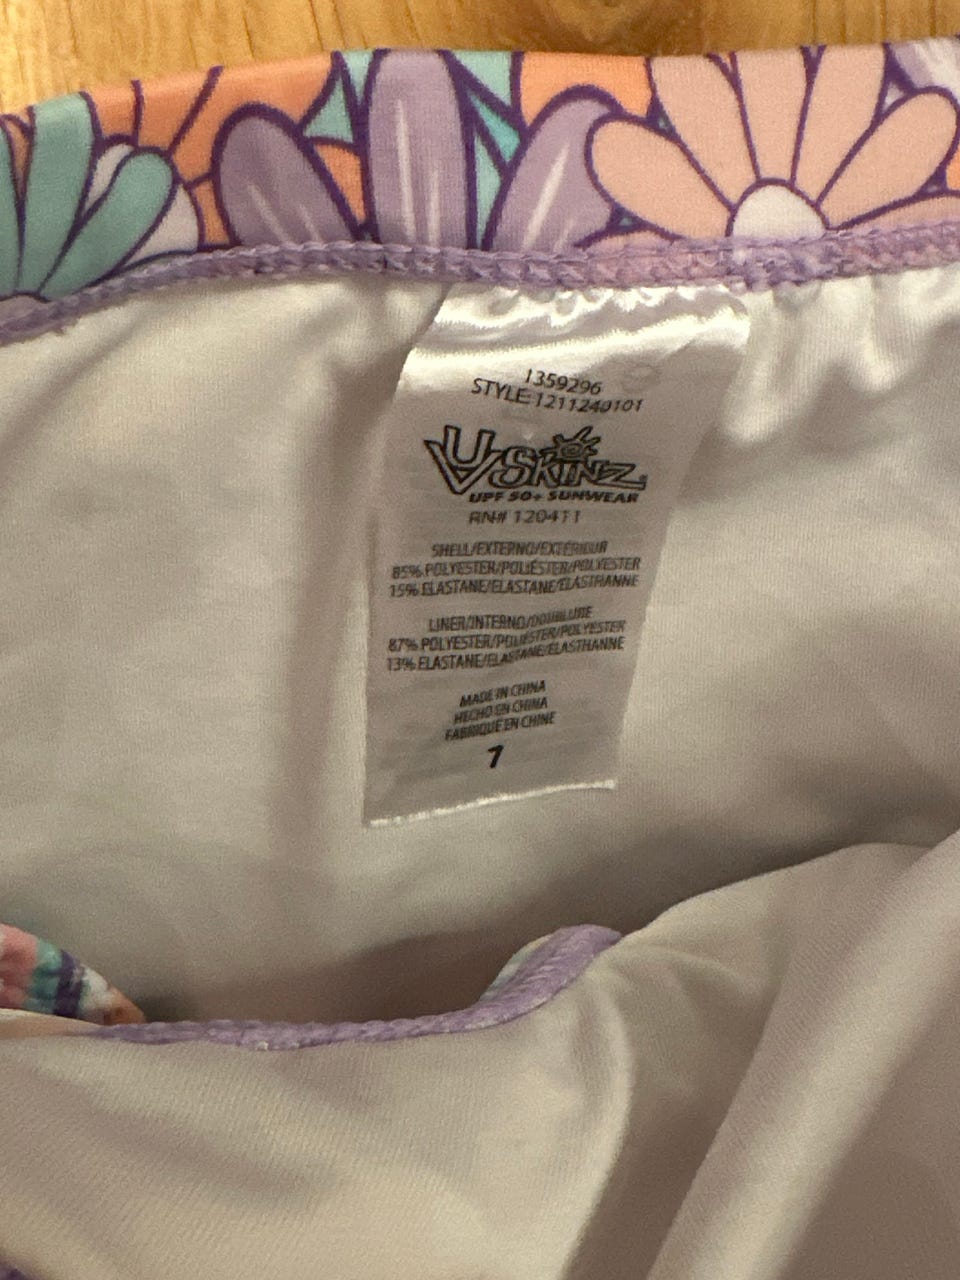 1359296
STYLE:1211240101
UV SKINZ
UPF 50+ SUNWEAR
RN# 120411
SHELL/EXTERNO/EXTÉRIEUR
85% POLYESTER/POLIÉSTER/POLYESTER
15% ELASTANE/ELASTANE/ÉLASTHANNE
LINER/INTERNO/DOUBLURE
87% POLYESTER/POLIÉSTER/POLYESTER
13% ELASTANE/ELASTANE/ÉLASTHANNE
MADE IN CHINA
HECHO EN CHINA
FABRIQUÉ EN CHINE
7